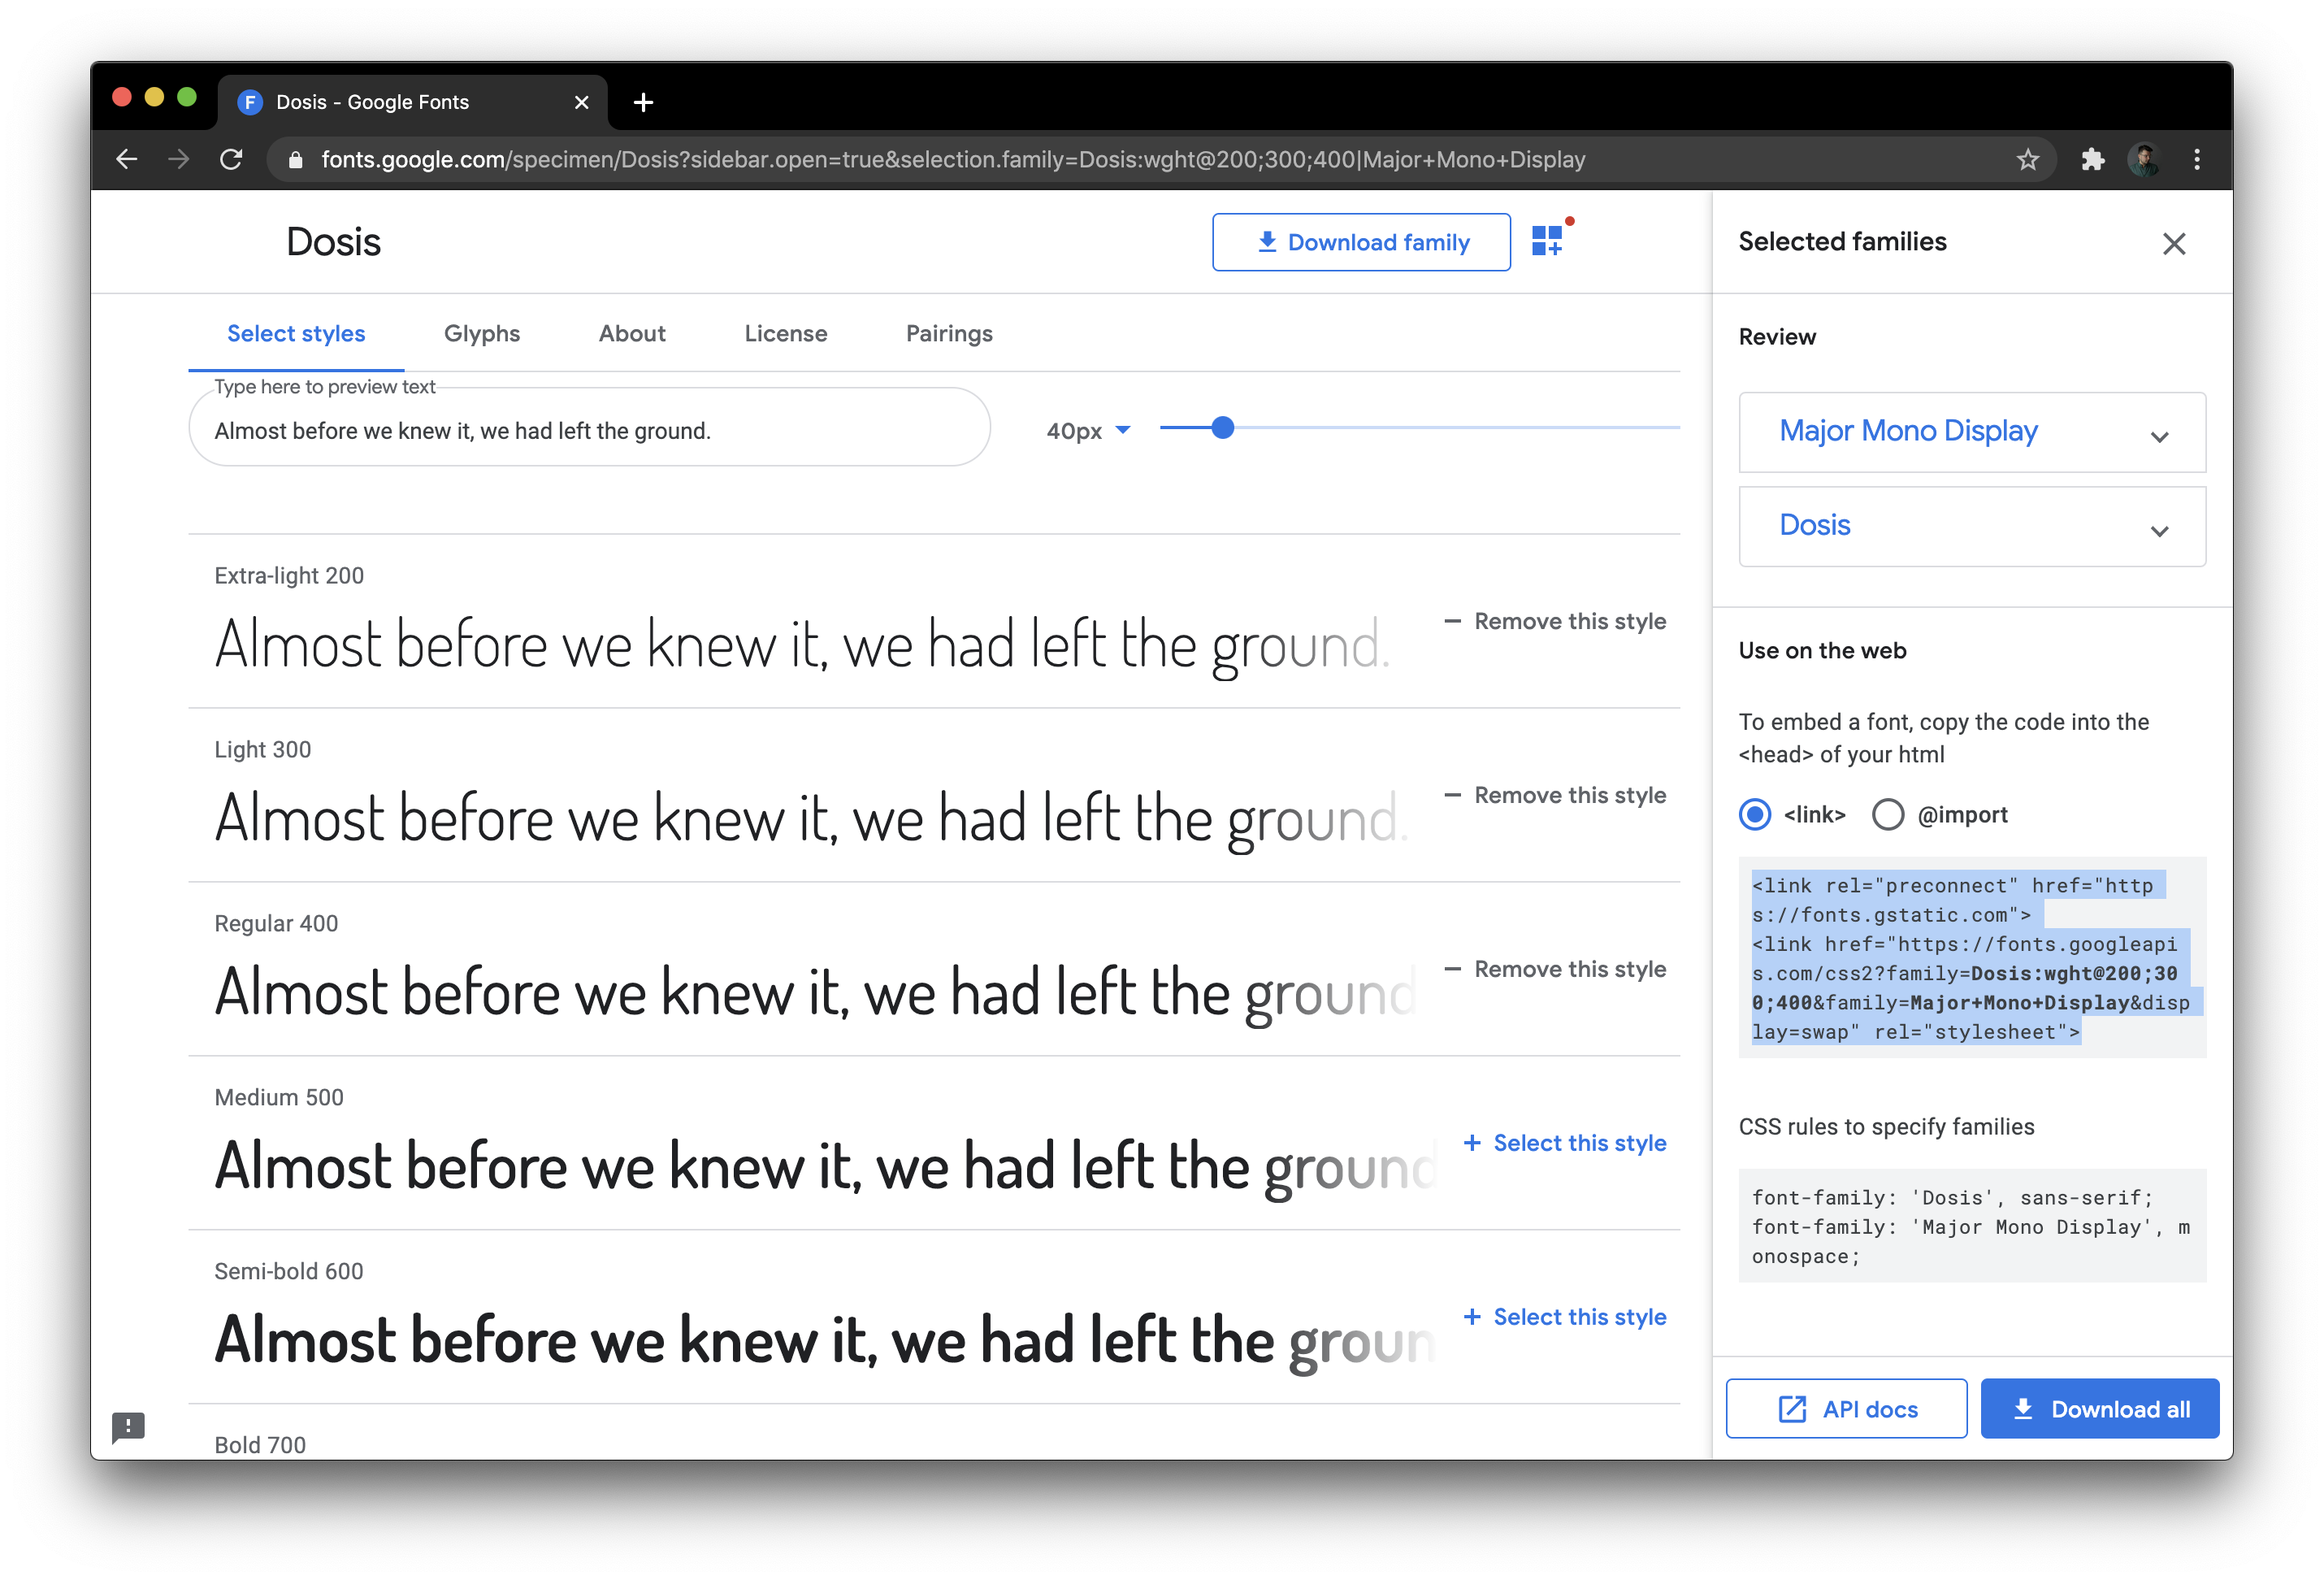 Dosis - Google Fonts
fonts.google.com/specimen/Dosis?sidebar.open=true&selection.family=Dosis:wght@200;300;400|Major+Mono+Display
Dosis
Download family
Select styles
Glyphs
About
License
Pairings
Type here to preview text
Almost before we knew it, we had left the ground.
40px
Extra-light 200
Almost before we knew it, we had left the ground.
Remove this style
Light 300
Almost before we knew it, we had left the ground.
Remove this style
Regular 400
Almost before we knew it, we had left the ground
Remove this style
Medium 500
Almost before we knew it, we had left the ground
Select this style
Semi-bold 600
Almost before we knew it, we had left the groun
Select this style
Bold 700
Selected families
Review
Major Mono Display
Dosis
Use on the web
To embed a font, copy the code into the
<head> of your html
<link>
@import
<link rel="preconnect" href="http
s://fonts.gstatic.com">
<link href="https://fonts.googleapi
s.com/css2?family=Dosis:wght@200;30
0;400&family=Major+Mono+Display&disp
lay=swap" rel="stylesheet">
CSS rules to specify families
font-family: 'Dosis', sans-serif;
font-family: 'Major Mono Display', m
onospace;
API docs
Download all